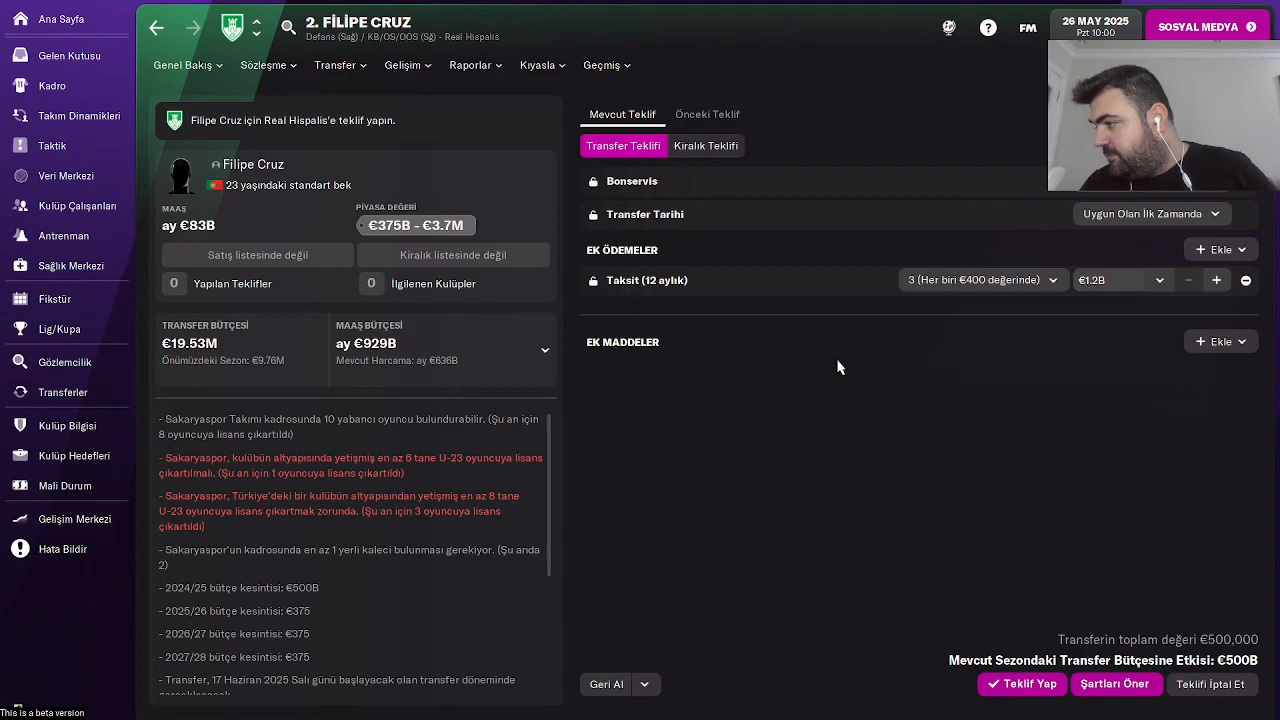 Ana Sayfa
Gelen Kutusu
Kadro
Takım Dinamikleri
Taktik
Veri Merkezi
Kulüp Çalışanları
Antrenman
Sağlık Merkezi
Fikstür
Lig/Kupa
Gözlemcilik
Transferler
Kulüp Bilgisi
Kulüp Hedefleri
Mali Durum
Gelişim Merkezi
Hata Bildir
This is a beta version
2. FİLİPE CRUZ
Defans (Sağ) / KB/OS/OOS (Sğ) - Real Hispalis
FM
26 MAY 2025
Pzt 10:00
SOSYAL MEDYA
Genel Bakış
Sözleşme
Transfer
Gelişim
Raporlar
Kıyasla
Geçmiş
Filipe Cruz için Real Hispalis'e teklif yapın.
Filipe Cruz
23 yaşındaki standart bek
MAAŞ
ay €83B
PİYASA DEĞERİ
€375B - €3.7M
Satış listesinde değil
Kiralık listesinde değil
0 Yapılan Teklifler
0 İlgilenen Kulüpler
TRANSFER BÜTÇESİ
€19.53M
Önümüzdeki Sezon: €9.76M
MAAŞ BÜTÇESİ
ay €929B
Mevcut Harcama: ay €636B
- Sakaryaspor Takımı kadrosunda 10 yabancı oyuncu bulundurabilir. (Şu an için
8 oyuncuya lisans çıkartıldı)
- Sakaryaspor, kulübün altyapısında yetişmiş en az 6 tane U-23 oyuncuya lisans
çıkartılmalı. (Şu an için 1 oyuncuya lisans çıkartıldı)
- Sakaryaspor, Türkiye'deki bir kulübün altyapısından yetişmiş en az 8 tane
U-23 oyuncuya lisans çıkartmak zorunda. (Şu an için 3 oyuncuya lisans
çıkartıldı)
- Sakaryaspor'un kadrosunda en az 1 yerli kaleci bulunması gerekiyor. (Şu anda
2)
- 2024/25 bütçe kesintisi: €500B
- 2025/26 bütçe kesintisi: €375
- 2026/27 bütçe kesintisi: €375
- 2027/28 bütçe kesintisi: €375
- Transfer, 17 Haziran 2025 Salı günü başlayacak olan transfer döneminde
Mevcut Teklif
Önceki Teklif
Transfer Teklifi
Kiralık Teklifi
Bonservis
Transfer Tarihi
Uygun Olan İlk Zamanda
EK ÖDEMELER
+ Ekle
Taksit (12 aylık)
3 (Her biri €400 değerinde)
€1.2B
EK MADDELER
+ Ekle
Transferin toplam değeri €500,000
Mevcut Sezondaki Transfer Bütçesine Etkisi: €500B
Geri Al
Teklif Yap
Şartları Öner
Teklifi İptal Et